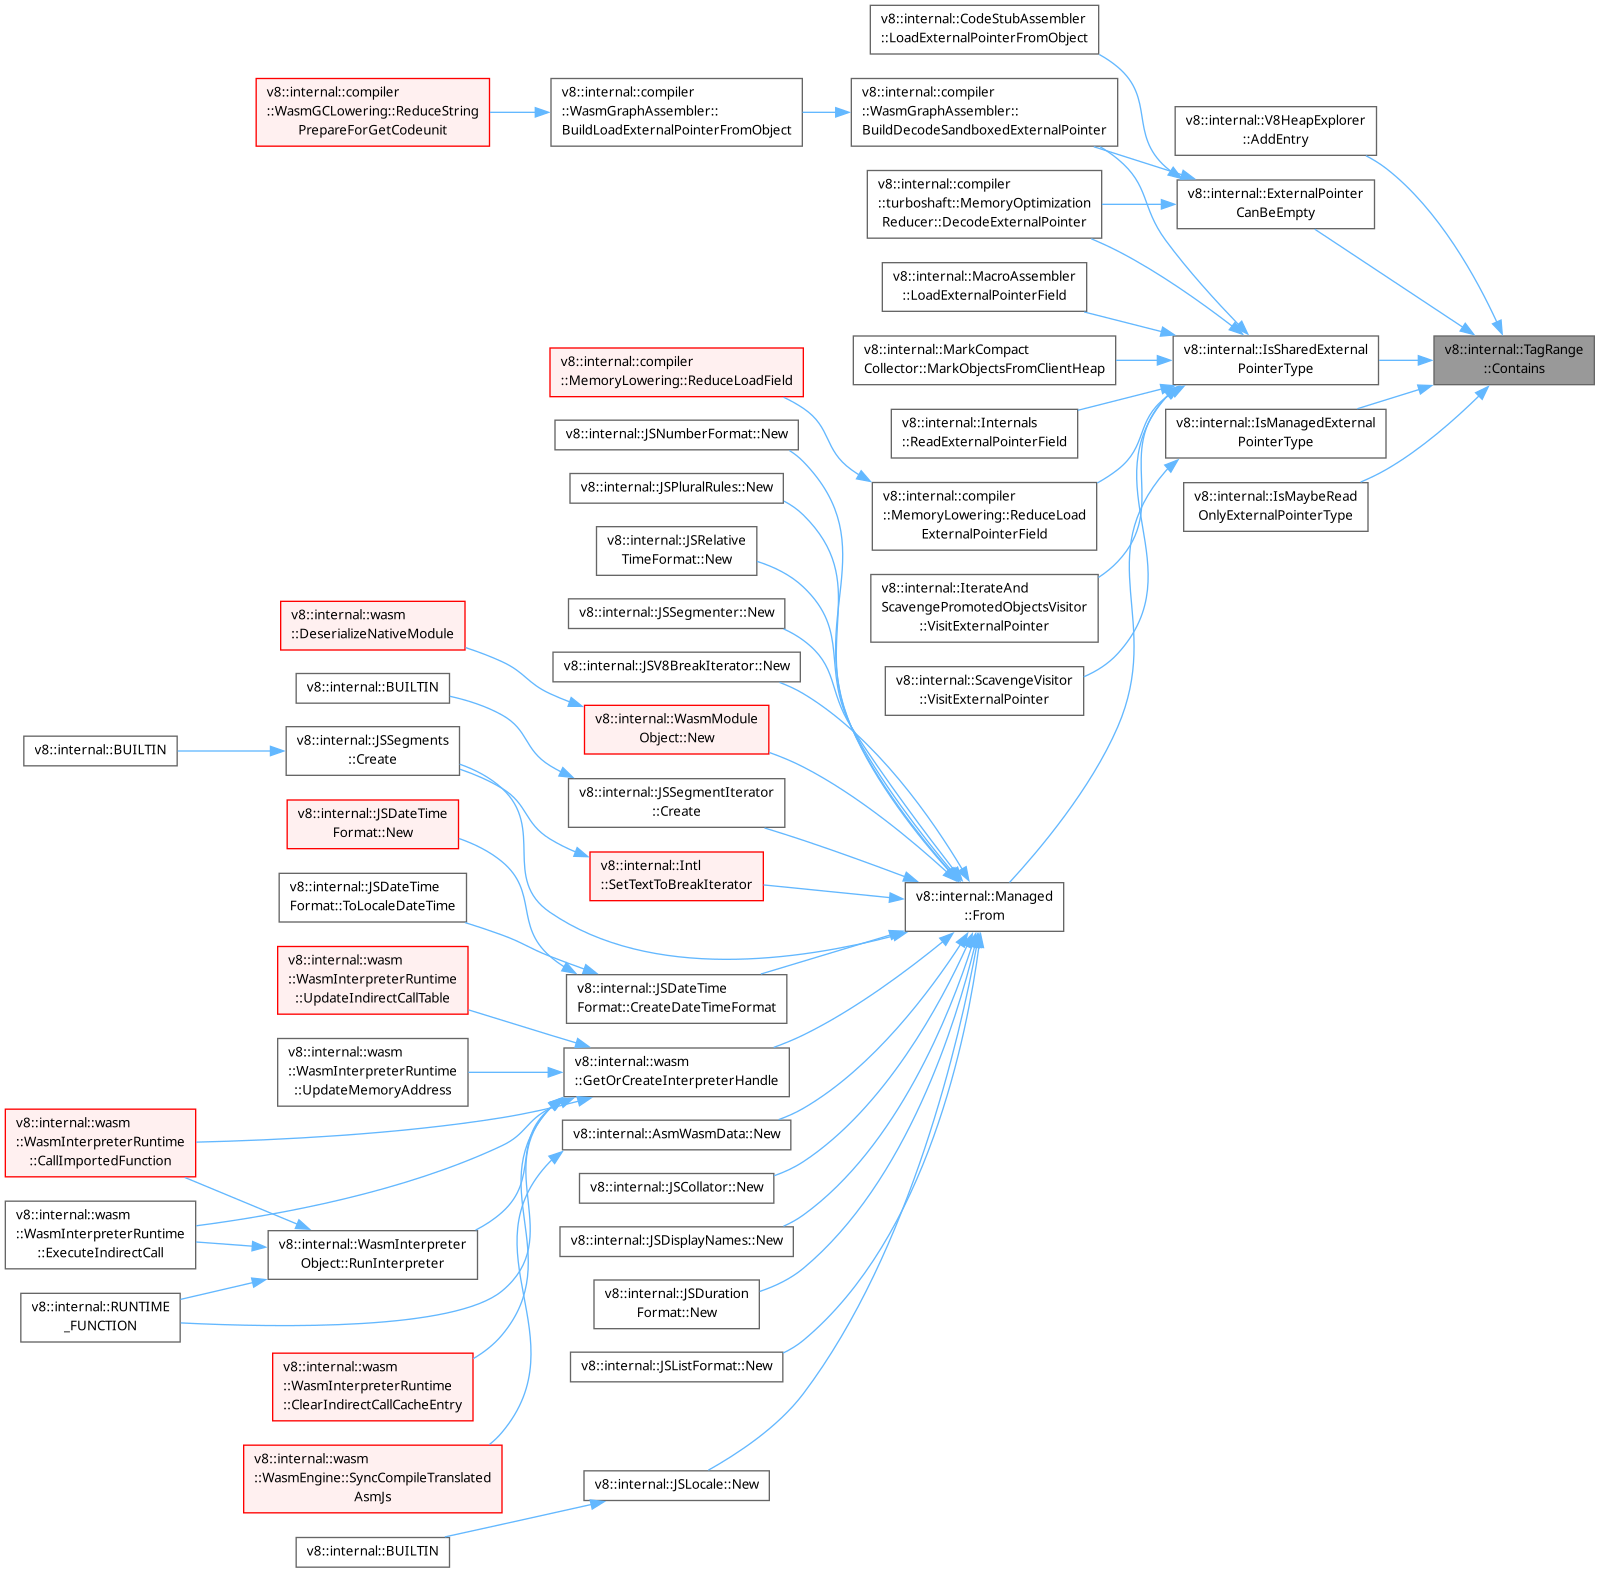 v8::internal::CodeStubAssembler
::LoadExternalPointerFromObject
v8::internal::compiler
::WasmGCLowering::ReduceString
PrepareForGetCodeunit
v8::internal::compiler
::WasmGraphAssembler::
BuildLoadExternalPointerFromObject
v8::internal::compiler
::WasmGraphAssembler::
BuildDecodeSandboxedExternalPointer
v8::internal::V8HeapExplorer
::AddEntry
v8::internal::compiler
::turboshaft::MemoryOptimization
Reducer::DecodeExternalPointer
v8::internal::ExternalPointer
CanBeEmpty
v8::internal::MacroAssembler
::LoadExternalPointerField
v8::internal::MarkCompact
Collector::MarkObjectsFromClientHeap
v8::internal::IsSharedExternal
PointerType
v8::internal::TagRange
::Contains
v8::internal::compiler
::MemoryLowering::ReduceLoadField
v8::internal::Internals
::ReadExternalPointerField
v8::internal::IsManagedExternal
PointerType
v8::internal::JSNumberFormat::New
v8::internal::JSPluralRules::New
v8::internal::compiler
::MemoryLowering::ReduceLoad
ExternalPointerField
v8::internal::IsMaybeRead
OnlyExternalPointerType
v8::internal::JSRelative
TimeFormat::New
v8::internal::IterateAnd
ScavengePromotedObjectsVisitor
::VisitExternalPointer
v8::internal::wasm
::DeserializeNativeModule
v8::internal::JSSegmenter::New
v8::internal::JSV8BreakIterator::New
v8::internal::ScavengeVisitor
::VisitExternalPointer
v8::internal::BUILTIN
v8::internal::WasmModule
Object::New
v8::internal::BUILTIN
v8::internal::JSSegments
::Create
v8::internal::JSSegmentIterator
::Create
v8::internal::JSDateTime
Format::New
v8::internal::Intl
::SetTextToBreakIterator
v8::internal::JSDateTime
Format::ToLocaleDateTime
v8::internal::Managed
::From
v8::internal::wasm
::WasmInterpreterRuntime
::UpdateIndirectCallTable
v8::internal::JSDateTime
Format::CreateDateTimeFormat
v8::internal::wasm
::WasmInterpreterRuntime
::UpdateMemoryAddress
v8::internal::wasm
::GetOrCreateInterpreterHandle
v8::internal::wasm
::WasmInterpreterRuntime
::CallImportedFunction
v8::internal::AsmWasmData::New
v8::internal::JSCollator::New
v8::internal::wasm
::WasmInterpreterRuntime
::ExecuteIndirectCall
v8::internal::WasmInterpreter
Object::RunInterpreter
v8::internal::JSDisplayNames::New
v8::internal::RUNTIME
_FUNCTION
v8::internal::JSDuration
Format::New
v8::internal::wasm
::WasmInterpreterRuntime
::ClearIndirectCallCacheEntry
v8::internal::JSListFormat::New
v8::internal::wasm
::WasmEngine::SyncCompileTranslated
AsmJs
v8::internal::JSLocale::New
v8::internal::BUILTIN